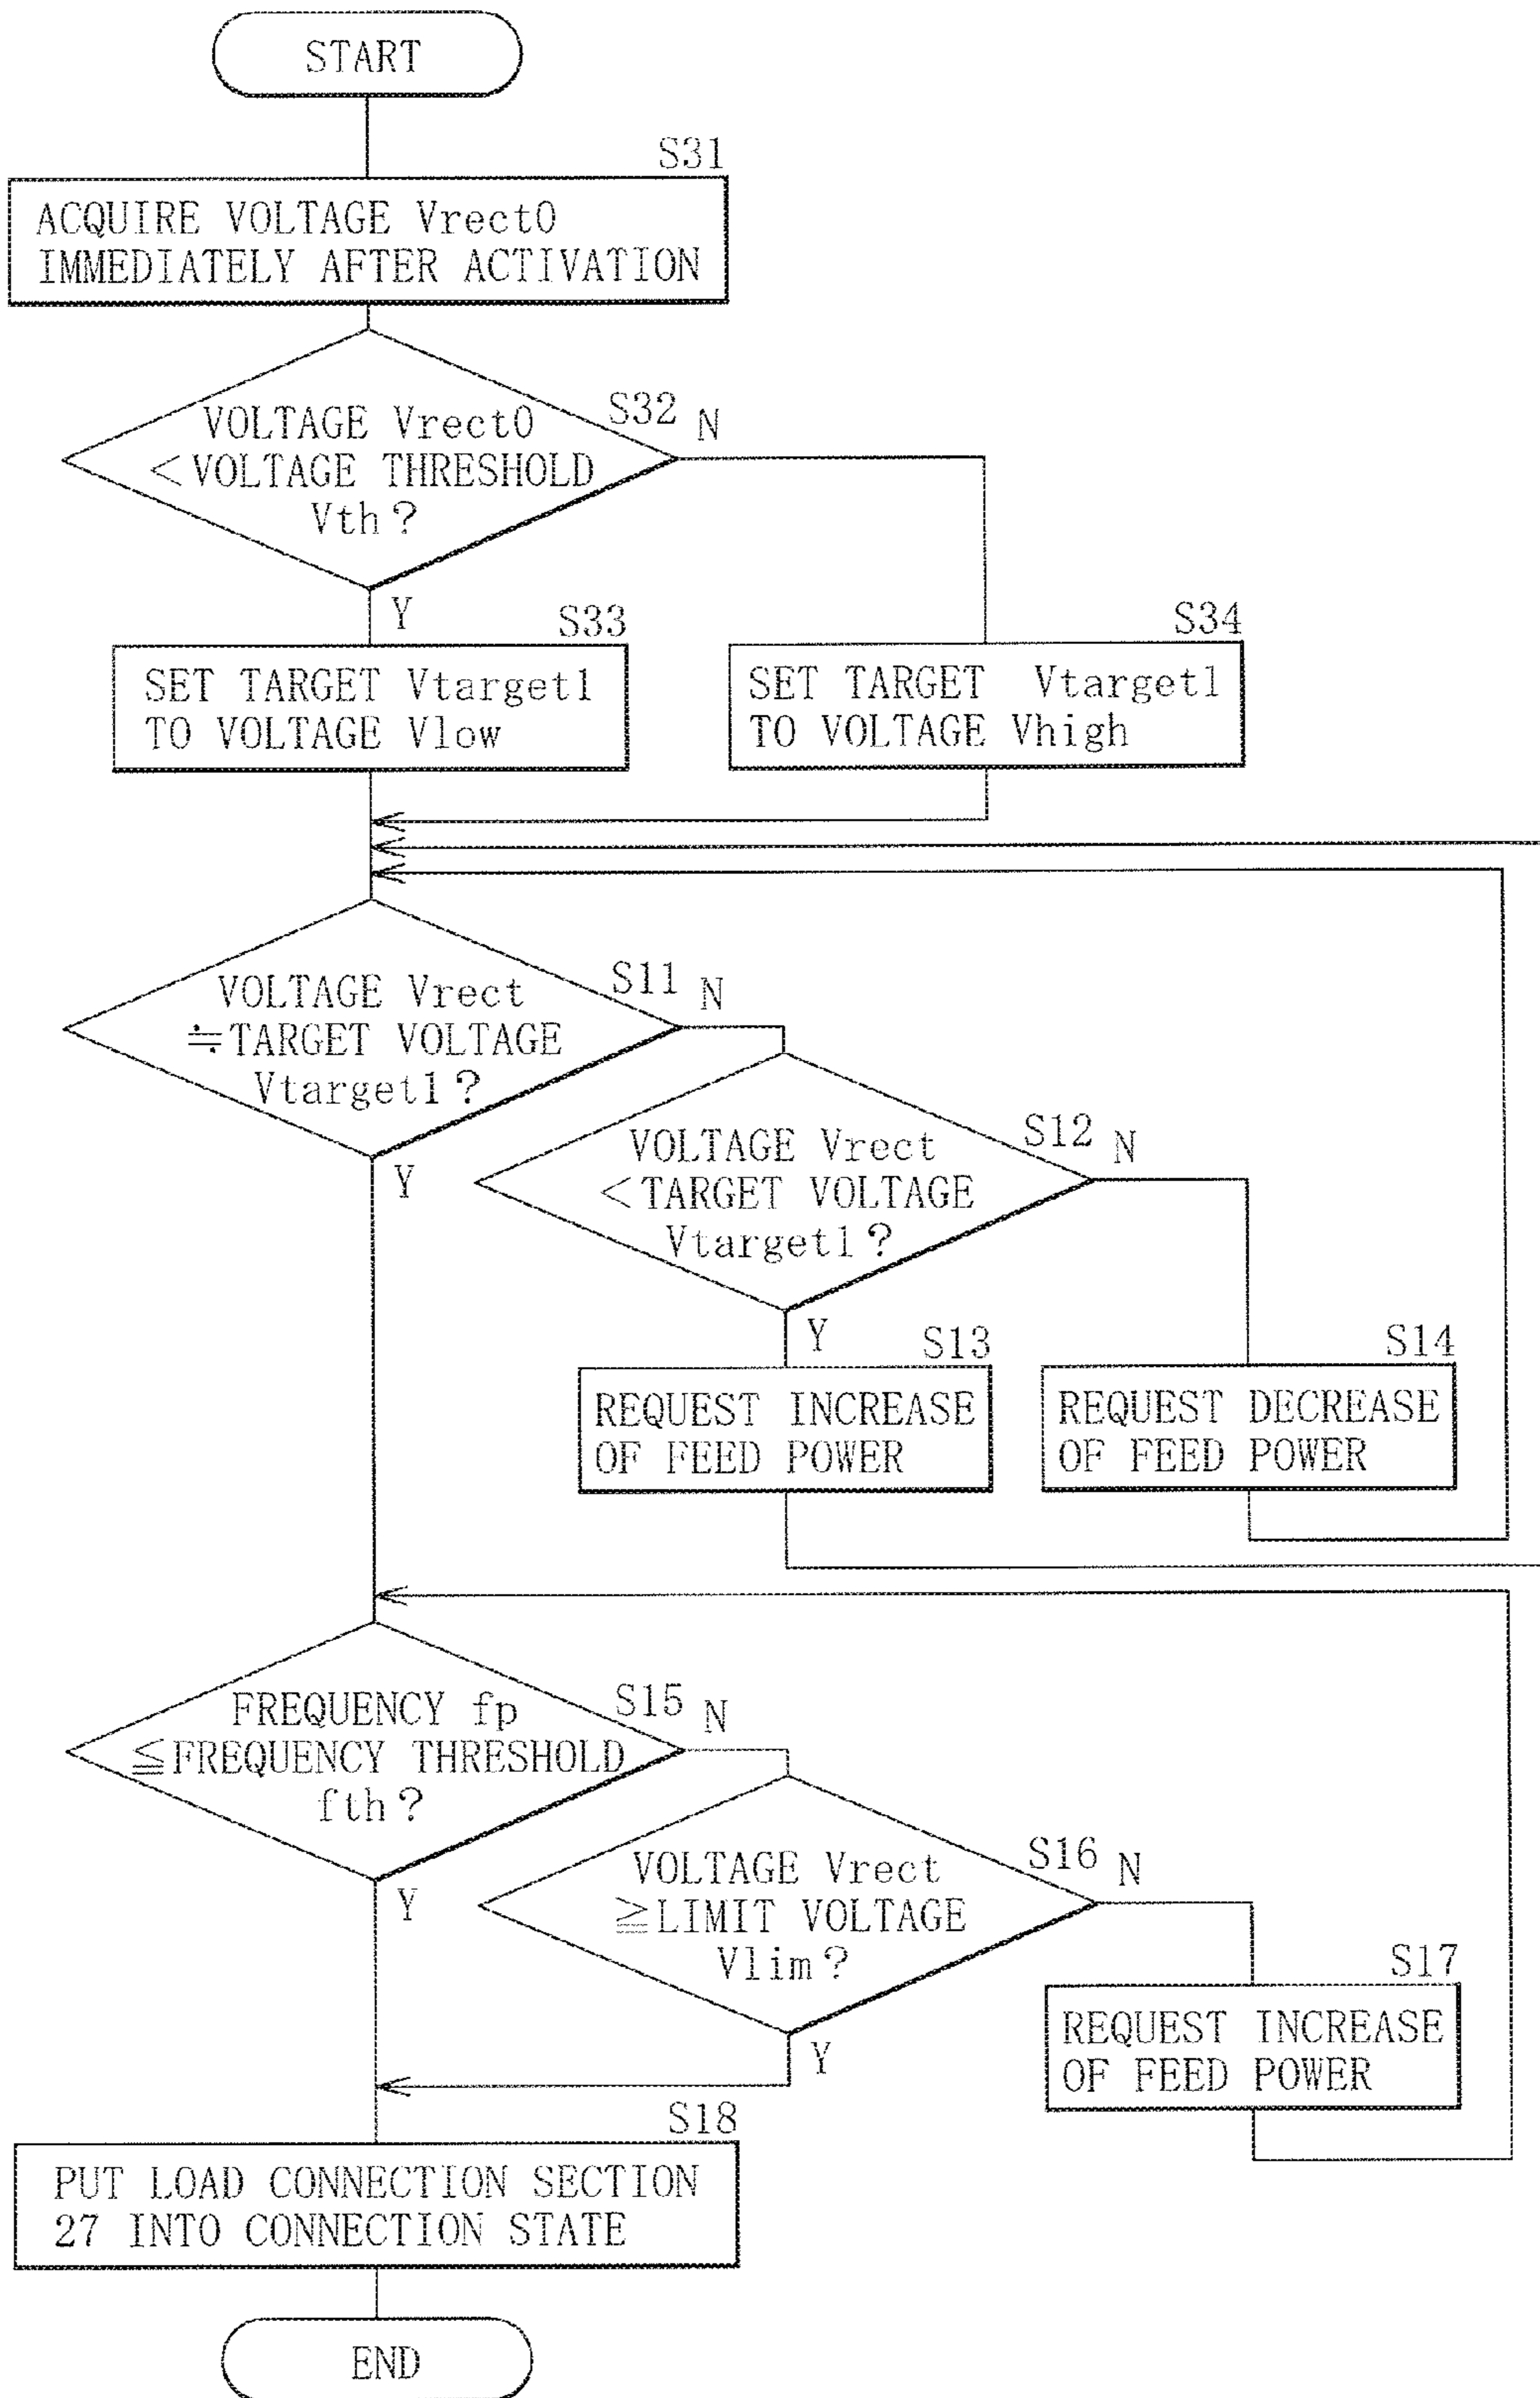 START
S31
ACQUIRE VOLTAGE Vrect0
IMMEDIATELY AFTER ACTIVATION
S32
N
VOLTAGE Vrect0
<VOLTAGE THRESHOLD
Vth?
Y
S33
SET TARGET Vtarget1
TO VOLTAGE Vlow
S34
SET TARGET Vtarget1
TO VOLTAGE Vhigh
S11
N
VOLTAGE Vrect
≒TARGET VOLTAGE
Vtarget1?
Y
S12
N
VOLTAGE Vrect
<TARGET VOLTAGE
Vtarget1?
Y
S13
REQUEST INCREASE
OF FEED POWER
S14
REQUEST DECREASE
OF FEED POWER
S15
N
FREQUENCY fp
≦FREQUENCY THRESHOLD
fth?
Y
S16
N
VOLTAGE Vrect
≧LIMIT VOLTAGE
Vlim?
Y
S17
REQUEST INCREASE
OF FEED POWER
S18
PUT LOAD CONNECTION SECTION
27 INTO CONNECTION STATE
END